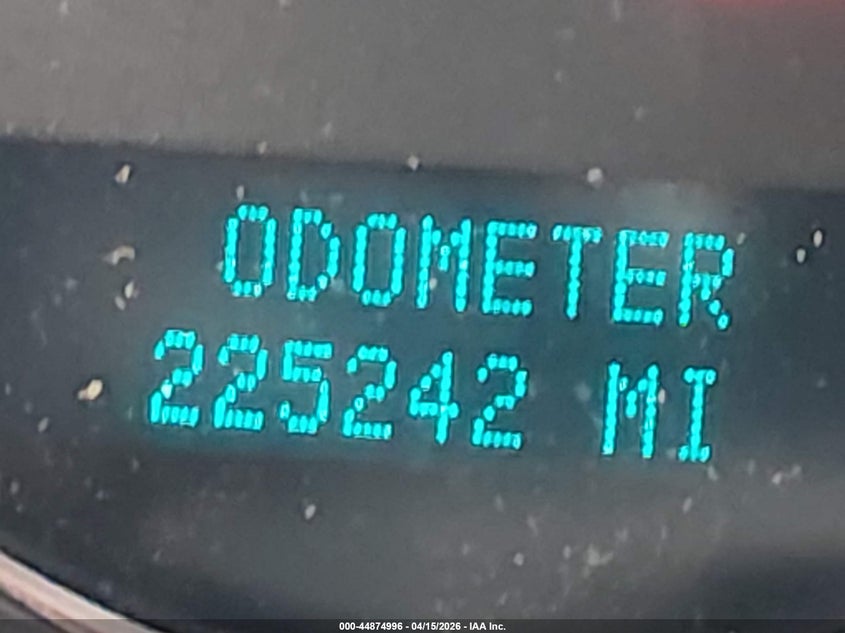 ODOMETER
225242 MI
000-44874996 - 04/15/2026 - IAA Inc.